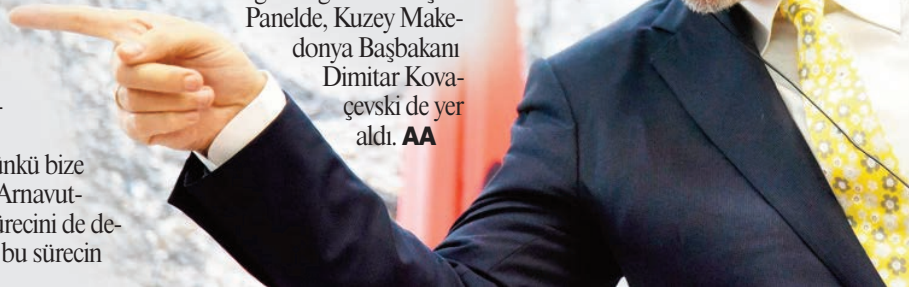 ünkü bize
Arnavut-
ürecini de de-
bu sürecin
Panelde, Kuzey Make-
donya Başbakanı
Dimitar Kova-
çevski de yer
aldı. AA